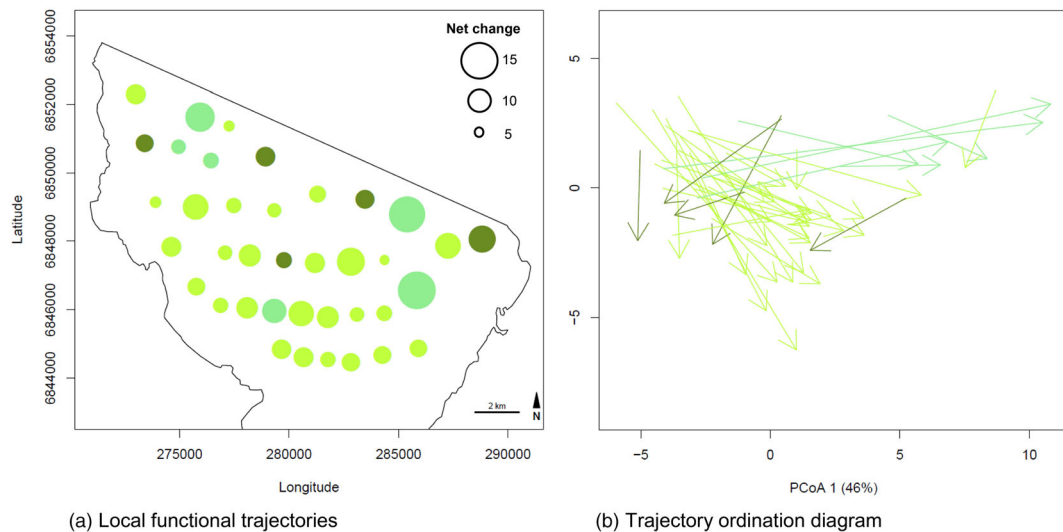 Net change
15
10
5
6854000
6852000
6850000
6848000
6846000
6844000
Latitude
2 km
N
275000 280000 285000 290000
Longitude
(a) Local functional trajectories
5
0
−5
−5 0 5 10
PCoA 1 (46%)
(b) Trajectory ordination diagram